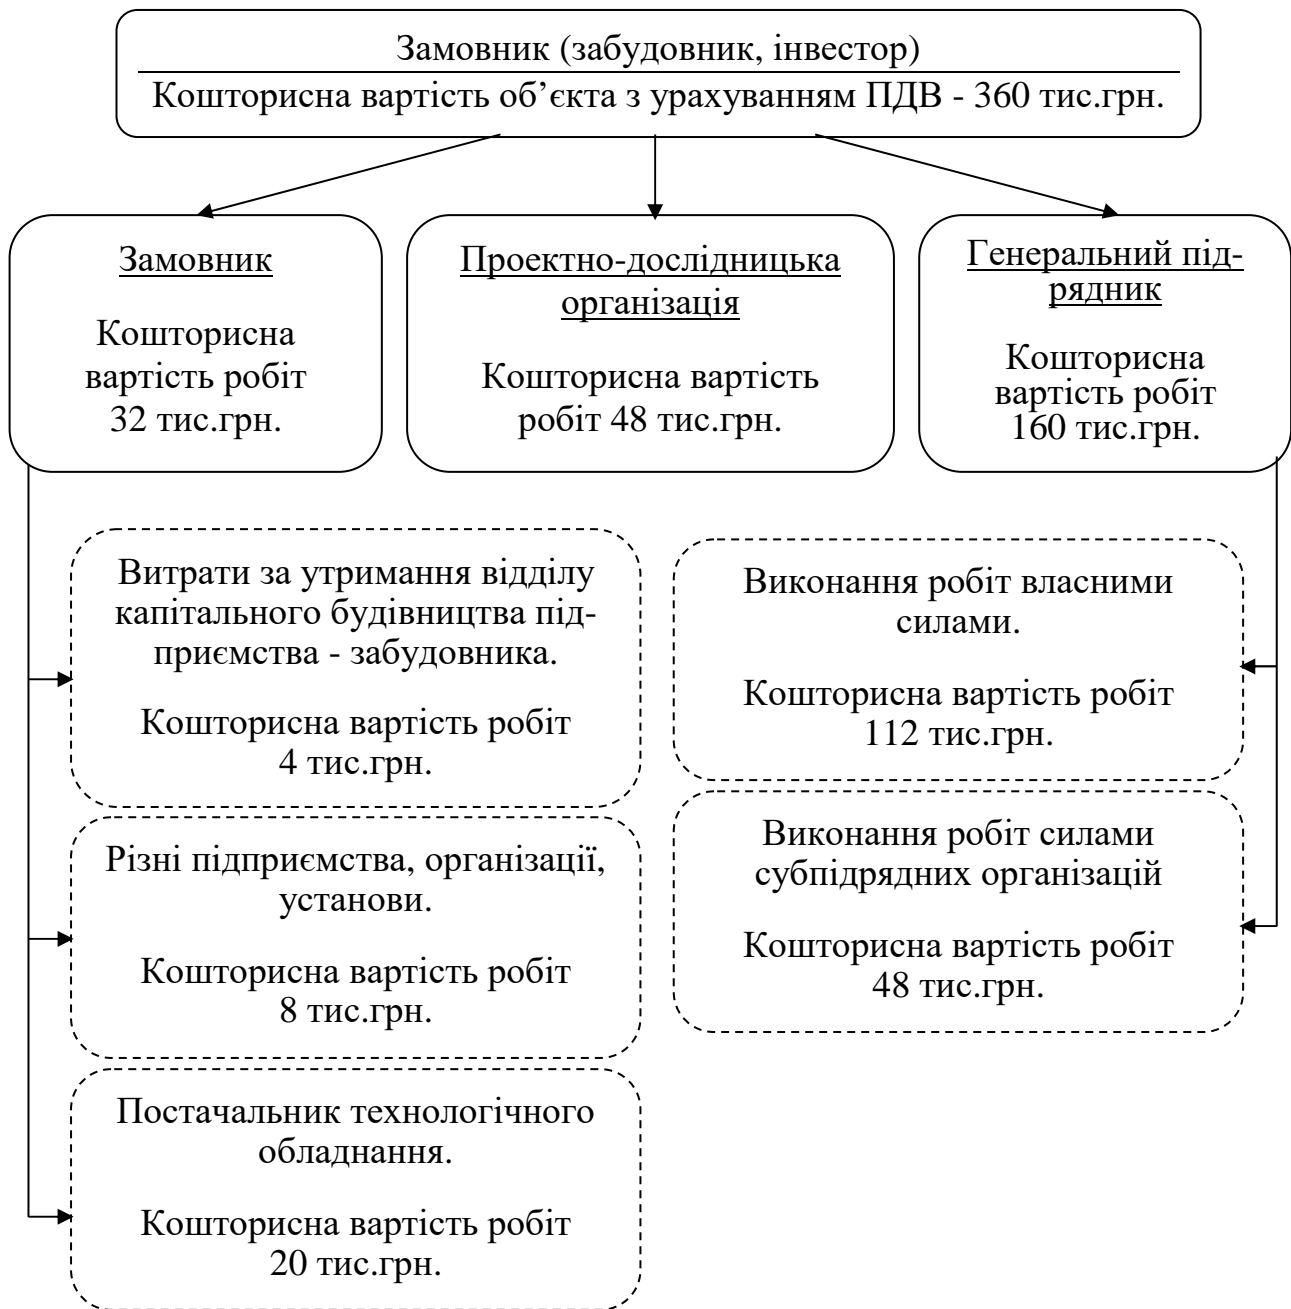 Замовник (забудовник, інвестор)
Кошторисна вартість об’єкта з урахуванням ПДВ - 360 тис.грн.
Замовник
Кошторисна
вартість робіт
32 тис.грн.
Проектно-дослідницька
організація
Кошторисна вартість
робіт 48 тис.грн.
Генеральний під-
рядник
Кошторисна
вартість робіт
160 тис.грн.
Витрати за утримання відділу
капітального будівництва під-
приємства - забудовника.
Кошторисна вартість робіт
4 тис.грн.
Різні підприємства, організації,
установи.
Кошторисна вартість робіт
8 тис.грн.
Постачальник технологічного
обладнання.
Кошторисна вартість робіт
20 тис.грн.
Виконання робіт власними
силами.
Кошторисна вартість робіт
112 тис.грн.
Виконання робіт силами
субпідрядних організацій
Кошторисна вартість робіт
48 тис.грн.